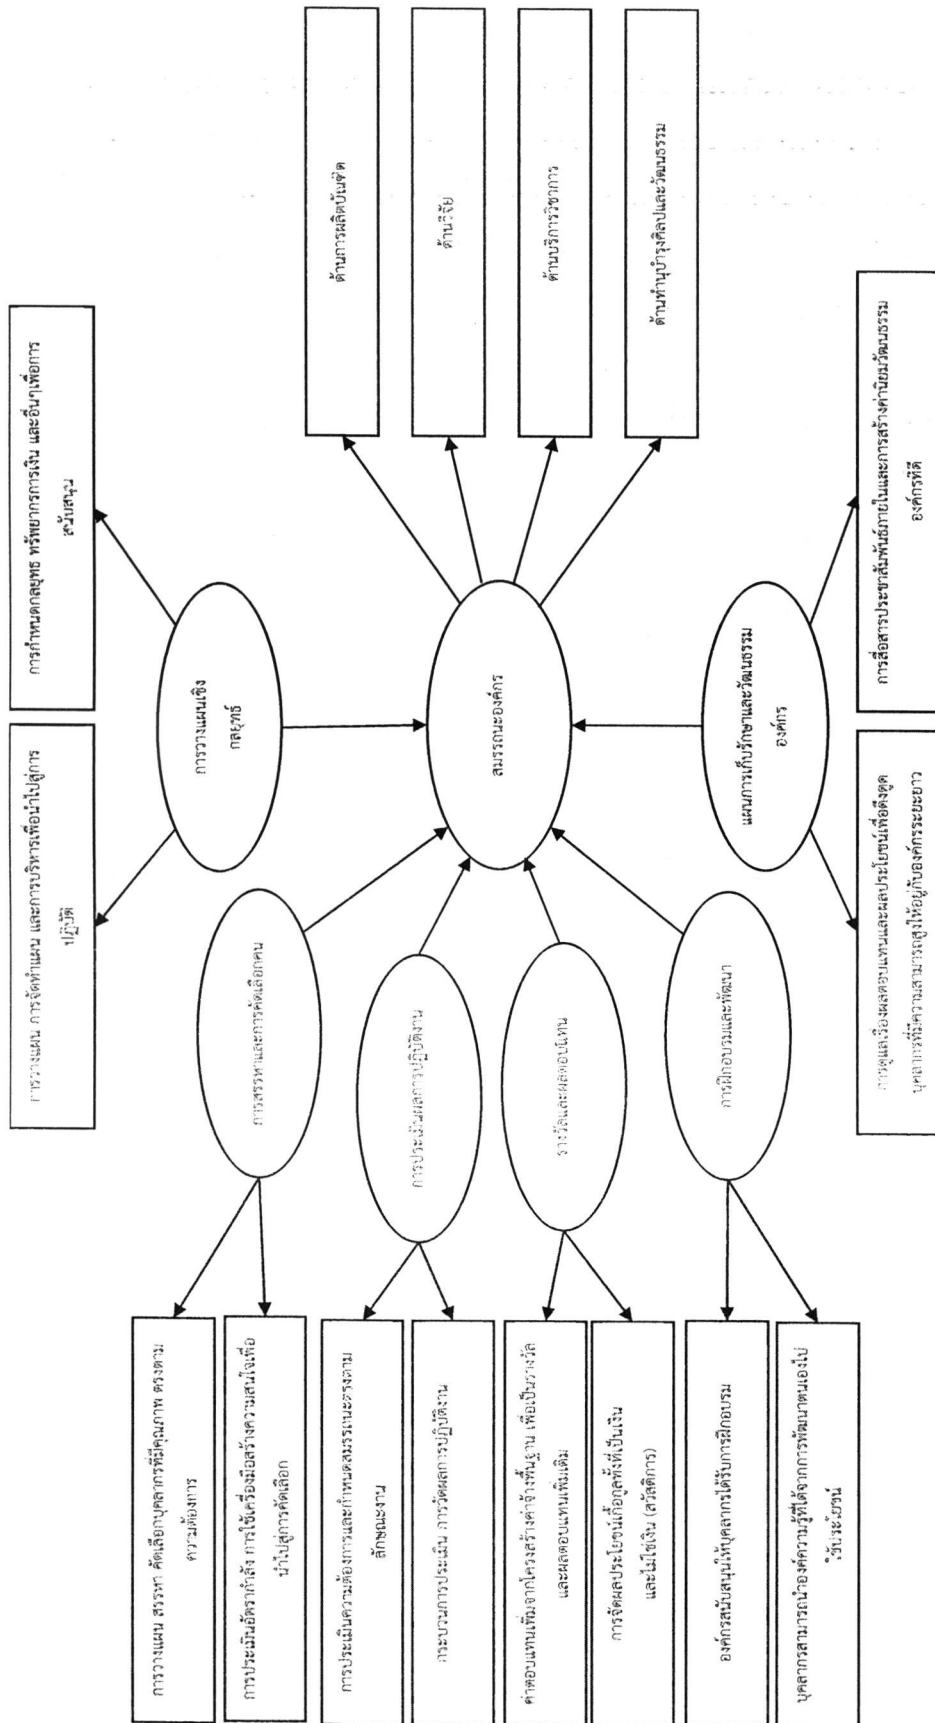 การวางแผน สรรหา คัดเลือกบุคลากรที่มีคุณภาพ ตรงตาม
ความต้องการ
การประเมินอัตรากำลัง การใช้เครื่องมือสร้างความสนใจเพื่อ
นำไปสู่การคัดเลือก
การประเมินความต้องการและกำหนดสมรรถนะตรงตาม
ลักษณะงาน
กระบวนการประเมิน การวัดผลการปฏิบัติงาน
ค่าตอบแทนเพิ่มจากโครงสร้างค่าจ้างพื้นฐาน เพื่อเป็นรางวัล
และผลตอบแทนเพิ่มเติม
การจัดผลประโยชน์เกื้อกูลทั้งที่เป็นเงิน
และไม่ใช่เงิน (สวัสดิการ)
องค์กรสนับสนุนให้บุคลากรได้รับการฝึกอบรม
บุคลากรสามารถนำองค์ความรู้ที่ได้จากการพัฒนาตนเองไป
ใช้ประโยชน์
การสรรหาและการคัดเลือกคน
การประเมินผลการปฏิบัติงาน
รางวัลและผลตอบแทน
การฝึกอบรมและพัฒนา
การวางแผน การจัดทำแผน และการบริหารเพื่อนำไปสู่การ
ปฏิบัติ
การกำหนดกลยุทธ ทรัพยากรการเงิน และอื่นๆเพื่อการ
สนับสนุน
การวางแผนเชิง
กลยุทธ์
สมรรถนะองค์กร
แผนการเก็บรักษาและวัฒนธรรม
องค์กร
การดูแลเรื่องผลตอบแทนและผลประโยชน์เพื่อดึงดูด
บุคลากรที่มีความสามารถสูงให้อยู่กับองค์กรระยะยาว
การสื่อสารประชาสัมพันธ์ภายในและการสร้างค่านิยมวัฒนธรรม
องค์กรที่ดี
ด้านการผลิตบัณฑิต
ด้านวิจัย
ด้านบริการวิชาการ
ด้านทำนุบำรุงศิลปและวัฒนธรรม